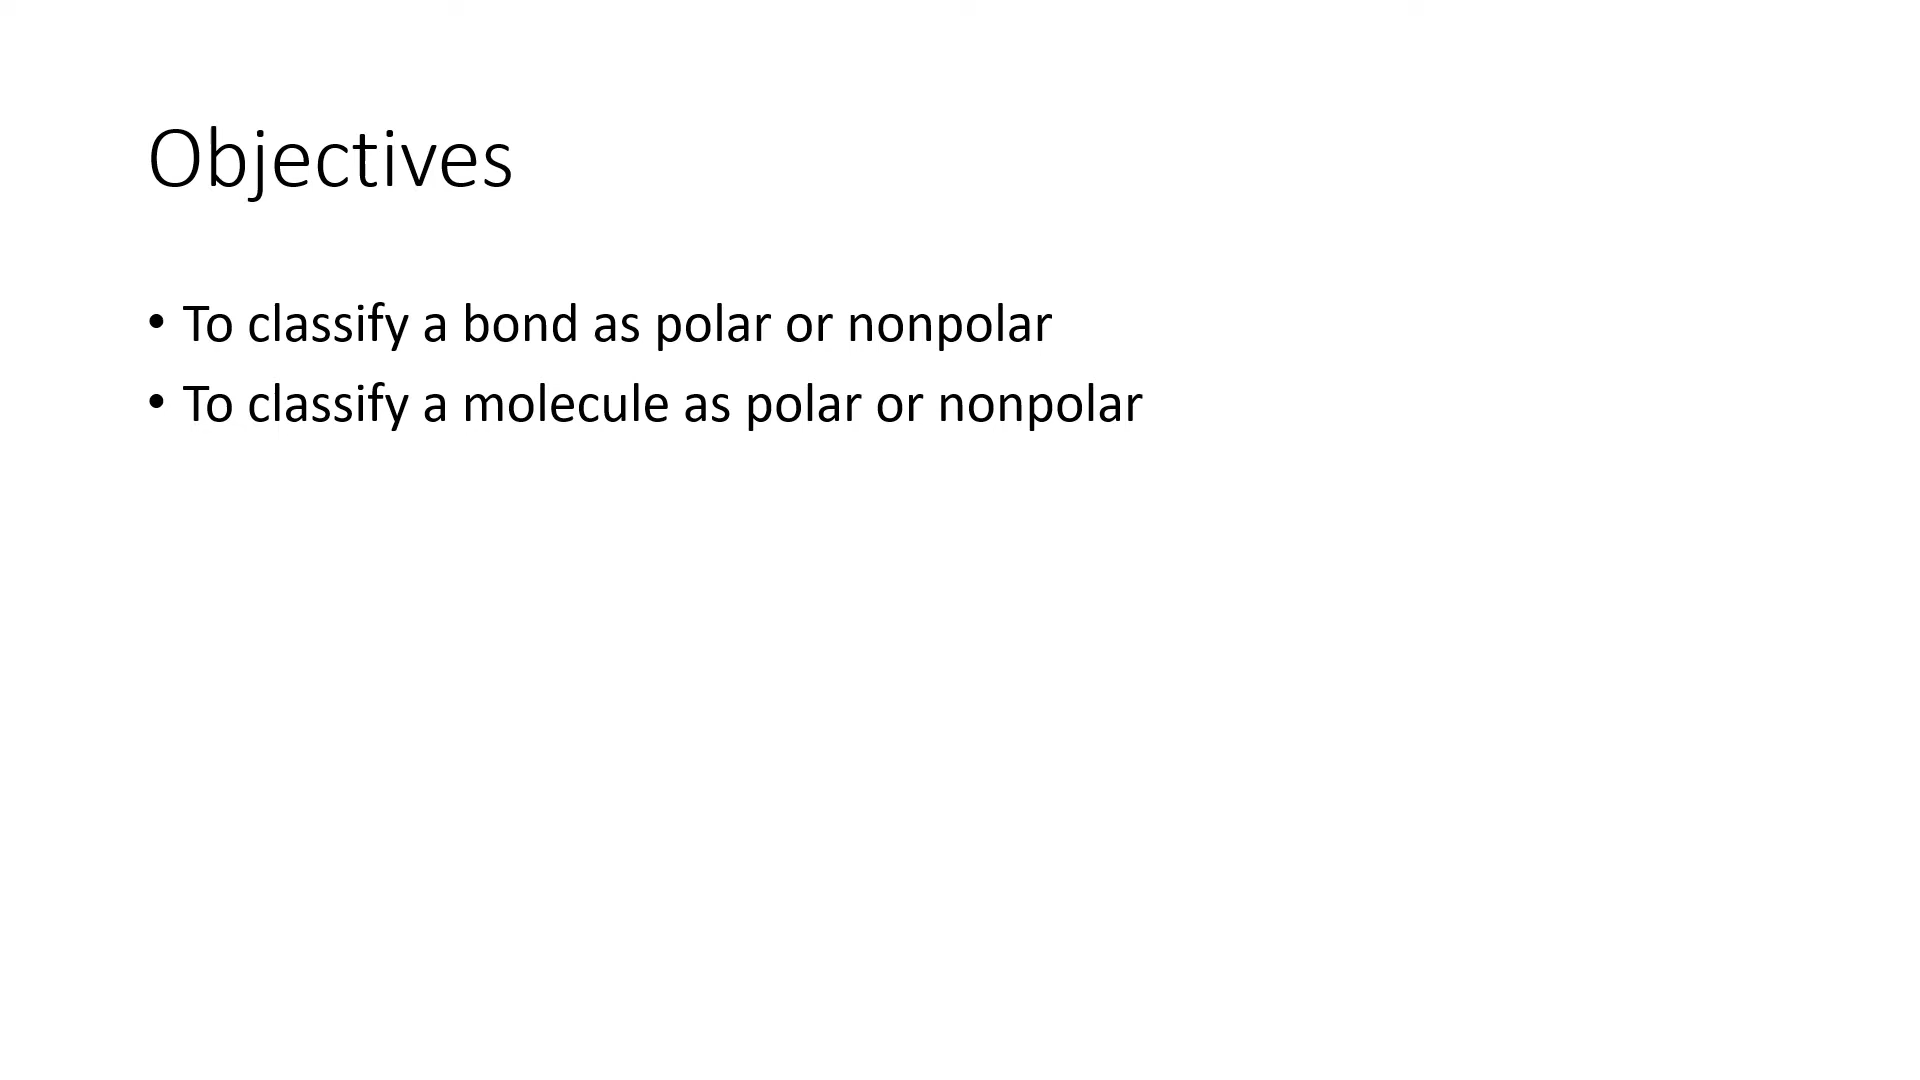 Objectives
• To classify a bond as polar or nonpolar
• To classify a molecule as polar or nonpolar